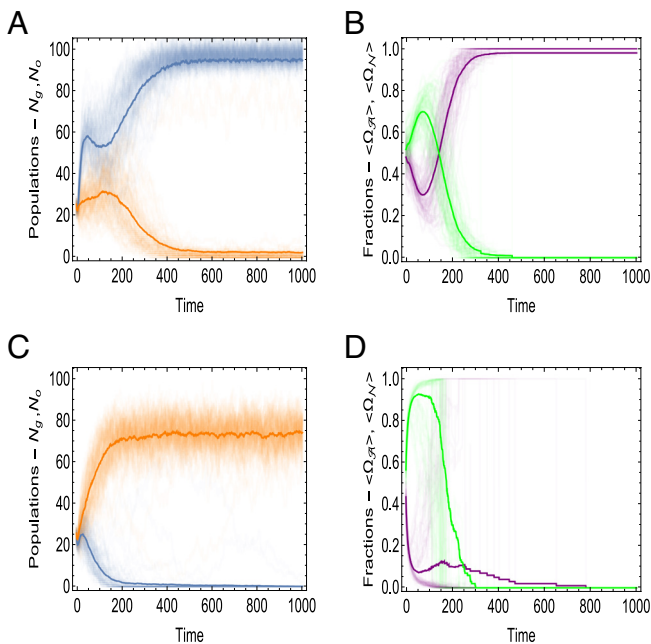 A
Populations – N_g, N_o
100
80
60
40
20
0
0 200 400 600 800 1000
Time
B
Fractions – <Ω_𝒜>, <Ω_𝒩>
1.0
0.8
0.6
0.4
0.2
0.0
0 200 400 600 800 1000
Time
C
Populations – N_g, N_o
100
80
60
40
20
0
0 200 400 600 800 1000
Time
D
Fractions – <Ω_𝒜>, <Ω_𝒩>
1.0
0.8
0.6
0.4
0.2
0.0
0 200 400 600 800 1000
Time